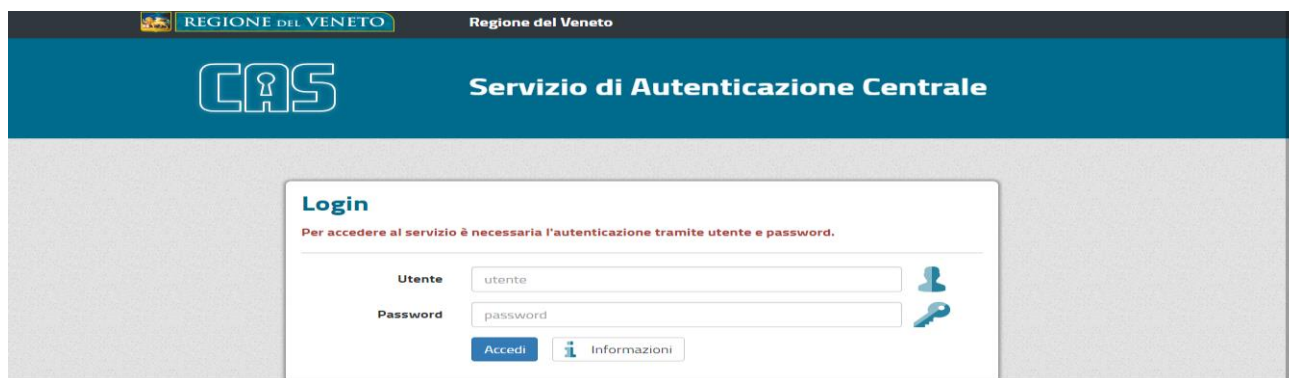 REGIONE DEL VENETO Regione del Veneto
CAS Servizio di Autenticazione Centrale
Login
Per accedere al servizio è necessaria l'autenticazione tramite utente e password.
Utente utente
Password password
Accedi i Informazioni